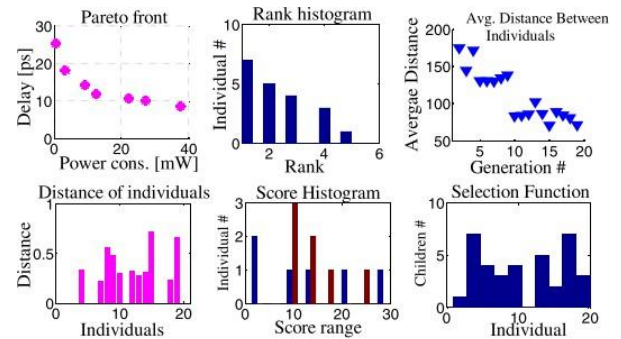 Pareto front
30
20
10
0
0 20 40
Delay [ps]
Power cons. [mW]
Rank histogram
10
5
0
2 4 6
Individual #
Rank
Avg. Distance Between
Individuals
200
150
100
50
5 10 15 20
Avergae Distance
Generation #
Distance of individuals
1
0.5
0
0 10 20
Distance
Individuals
Score Histogram
3
2
1
0
0 10 20 30
Individual #
Score range
Selection Function
10
5
0
0 10 20
Children #
Individual